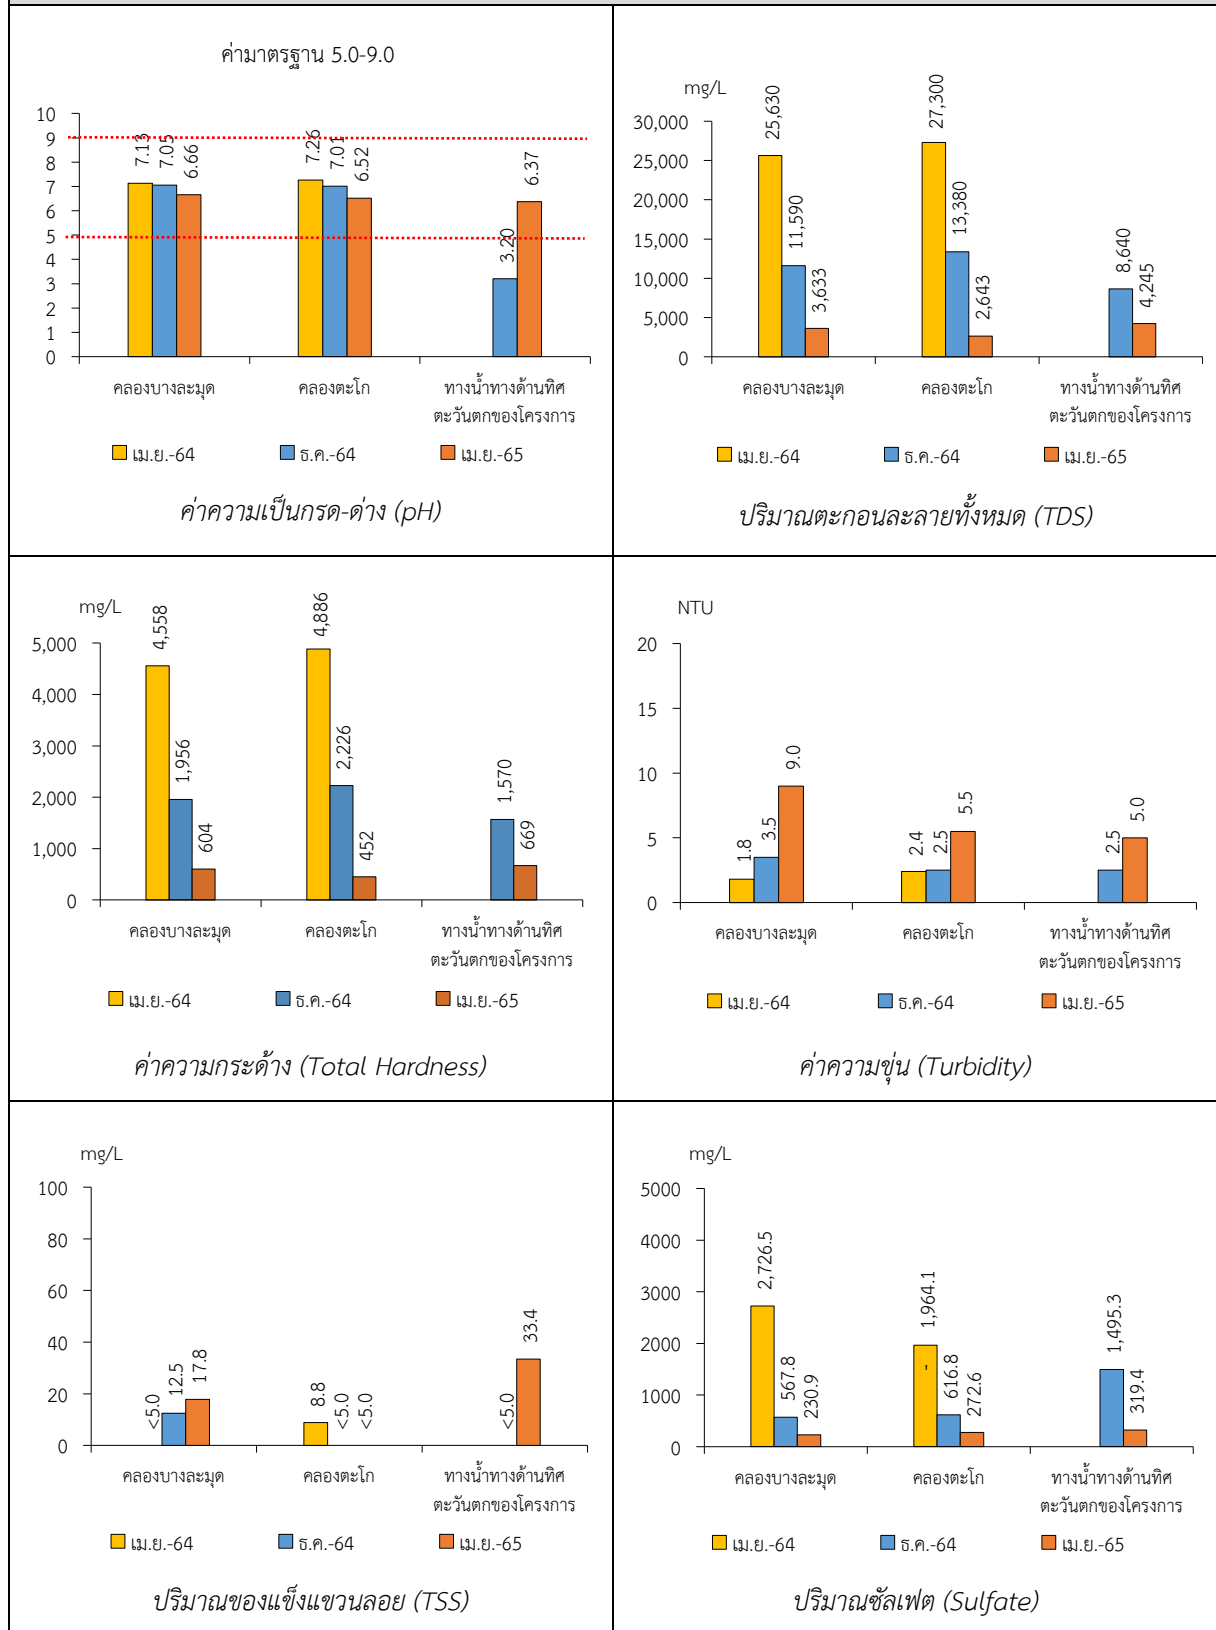 ค่ามาตรฐาน 5.0-9.0
10
9
8
7
6
5
4
3
2
1
0
7.13
7.05
6.66
7.26
7.01
6.52
3.20
6.37
คลองบางละมุด
คลองตะโก
ทางน้ำทางด้านทิศ
ตะวันตกของโครงการ
เม.ย.-64
ธ.ค.-64
เม.ย.-65
ค่าความเป็นกรด-ด่าง (pH)
mg/L
30,000
25,000
20,000
15,000
10,000
5,000
0
25,630
11,590
3,633
27,300
13,380
2,643
8,640
4,245
คลองบางละมุด
คลองตะโก
ทางน้ำทางด้านทิศ
ตะวันตกของโครงการ
เม.ย.-64
ธ.ค.-64
เม.ย.-65
ปริมาณตะกอนละลายทั้งหมด (TDS)
mg/L
5,000
4,000
3,000
2,000
1,000
0
4,558
1,956
604
4,886
2,226
452
1,570
669
คลองบางละมุด
คลองตะโก
ทางน้ำทางด้านทิศ
ตะวันตกของโครงการ
เม.ย.-64
ธ.ค.-64
เม.ย.-65
ค่าความกระด้าง (Total Hardness)
NTU
20
15
10
5
0
1.8
3.5
9.0
2.4
2.5
5.5
2.5
5.0
คลองบางละมุด
คลองตะโก
ทางน้ำทางด้านทิศ
ตะวันตกของโครงการ
เม.ย.-64
ธ.ค.-64
เม.ย.-65
ค่าความขุ่น (Turbidity)
mg/L
100
80
60
40
20
0
<5.0
12.5
17.8
8.8
<5.0
<5.0
<5.0
33.4
คลองบางละมุด
คลองตะโก
ทางน้ำทางด้านทิศ
ตะวันตกของโครงการ
เม.ย.-64
ธ.ค.-64
เม.ย.-65
ปริมาณของแข็งแขวนลอย (TSS)
mg/L
5000
4000
3000
2000
1000
0
2,726.5
567.8
230.9
1,964.1
616.8
272.6
1,495.3
319.4
คลองบางละมุด
คลองตะโก
ทางน้ำทางด้านทิศ
ตะวันตกของโครงการ
เม.ย.-64
ธ.ค.-64
เม.ย.-65
ปริมาณซัลเฟต (Sulfate)